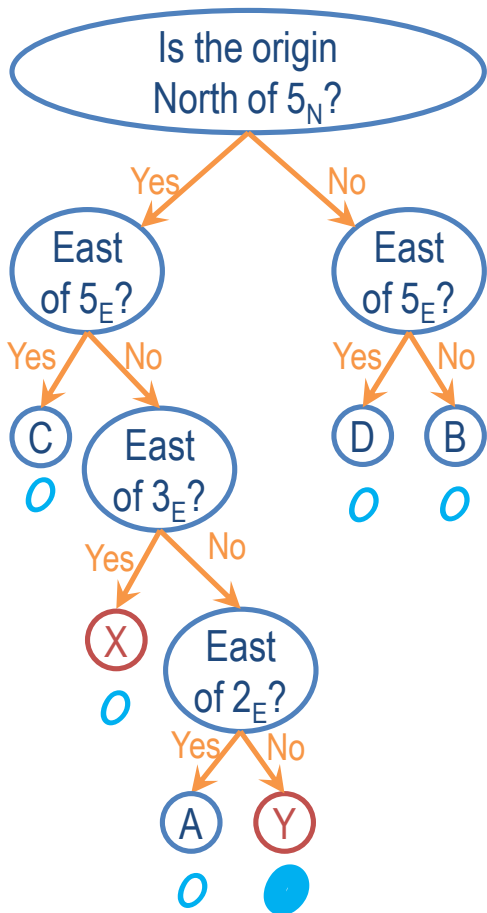 Is the origin
North of 5N?
Yes
No
East
of 5E?
East
of 5E?
Yes
No
Yes
No
C
D
B
East
of 3E?
Yes
No
X
East
of 2E?
Yes
No
A
Y